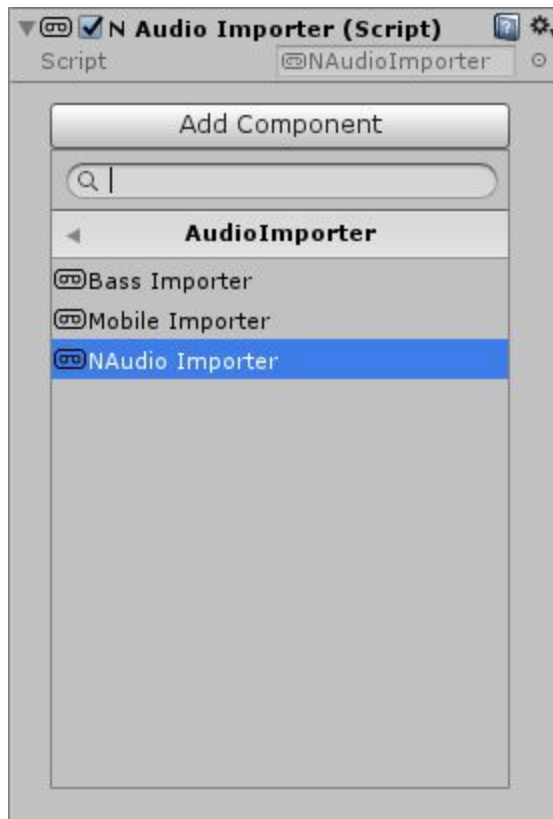 N Audio Importer (Script)
Script NAudioImporter
Add Component
AudioImporter
Bass Importer
Mobile Importer
NAudio Importer